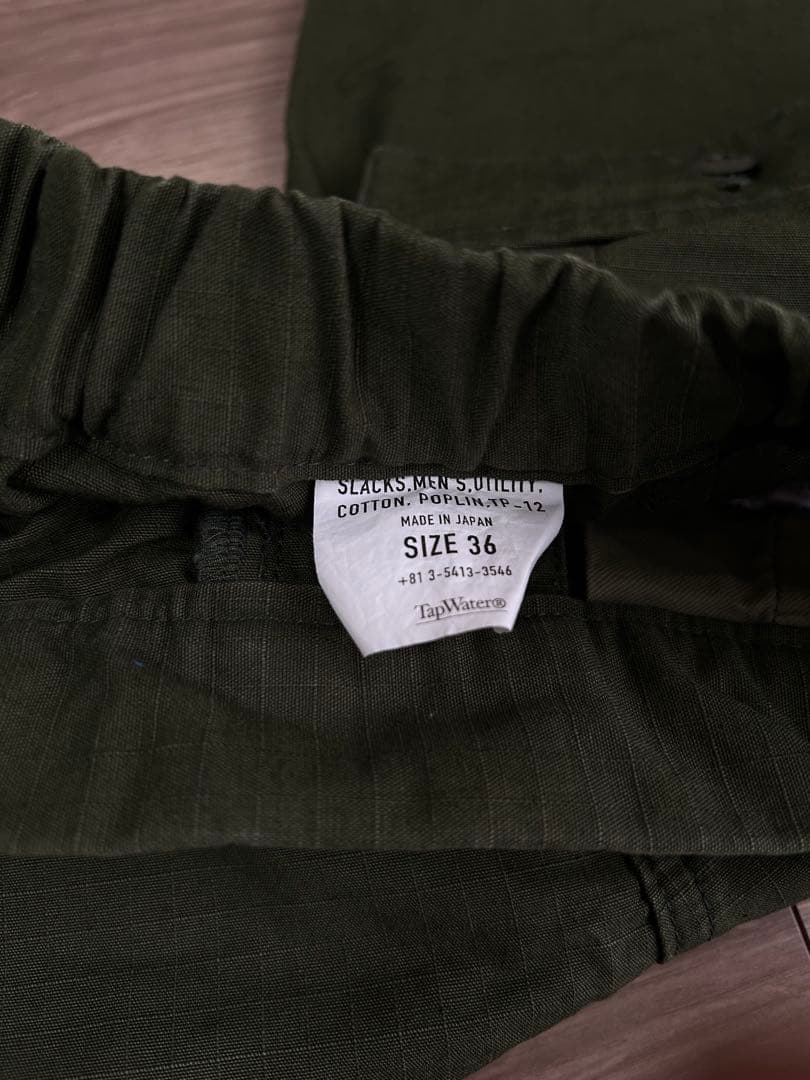 SLACKS,MEN'S,UTILITY,
COTTON, POPLIN,TP-12
MADE IN JAPAN
SIZE 36
+81 3-5413-3546
TapWater®